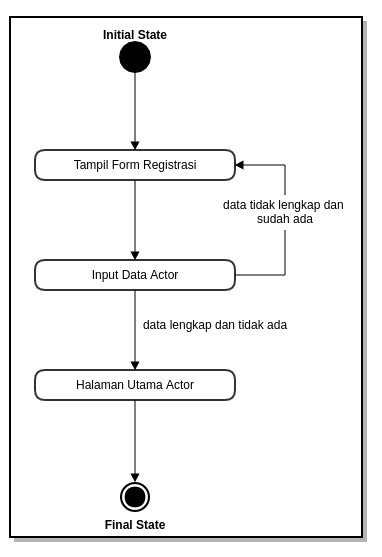 Initial State
Tampil Form Registrasi
data tidak lengkap dan
sudah ada
Input Data Actor
data lengkap dan tidak ada
Halaman Utama Actor
Final State